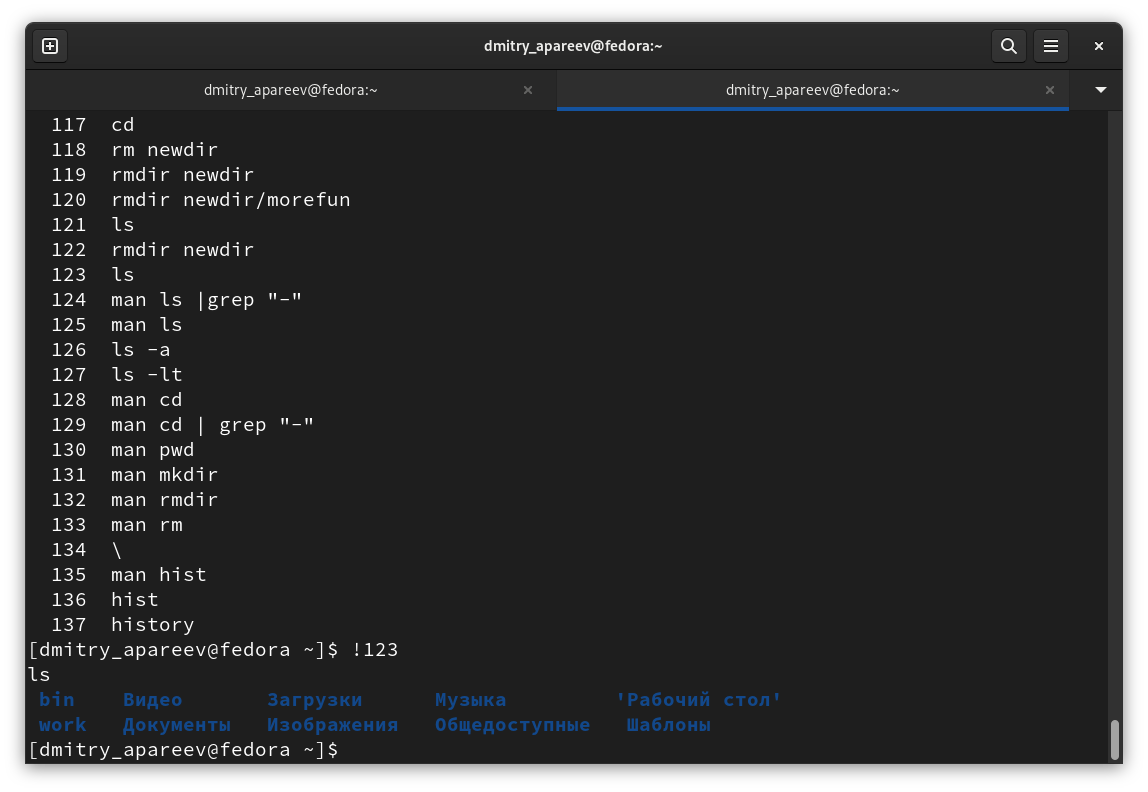 dmitry_apareev@fedora:~
dmitry_apareev@fedora:~ dmitry_apareev@fedora:~
117 cd
118 rm newdir
119 rmdir newdir
120 rmdir newdir/morefun
121 ls
122 rmdir newdir
123 ls
124 man ls |grep "-"
125 man ls
126 ls -a
127 ls -lt
128 man cd
129 man cd | grep "-"
130 man pwd
131 man mkdir
132 man rmdir
133 man rm
134 \
135 man hist
136 hist
137 history
[dmitry_apareev@fedora ~]$ !123
ls
bin Видео Загрузки Музыка 'Рабочий стол'
work Документы Изображения Общедоступные Шаблоны
[dmitry_apareev@fedora ~]$